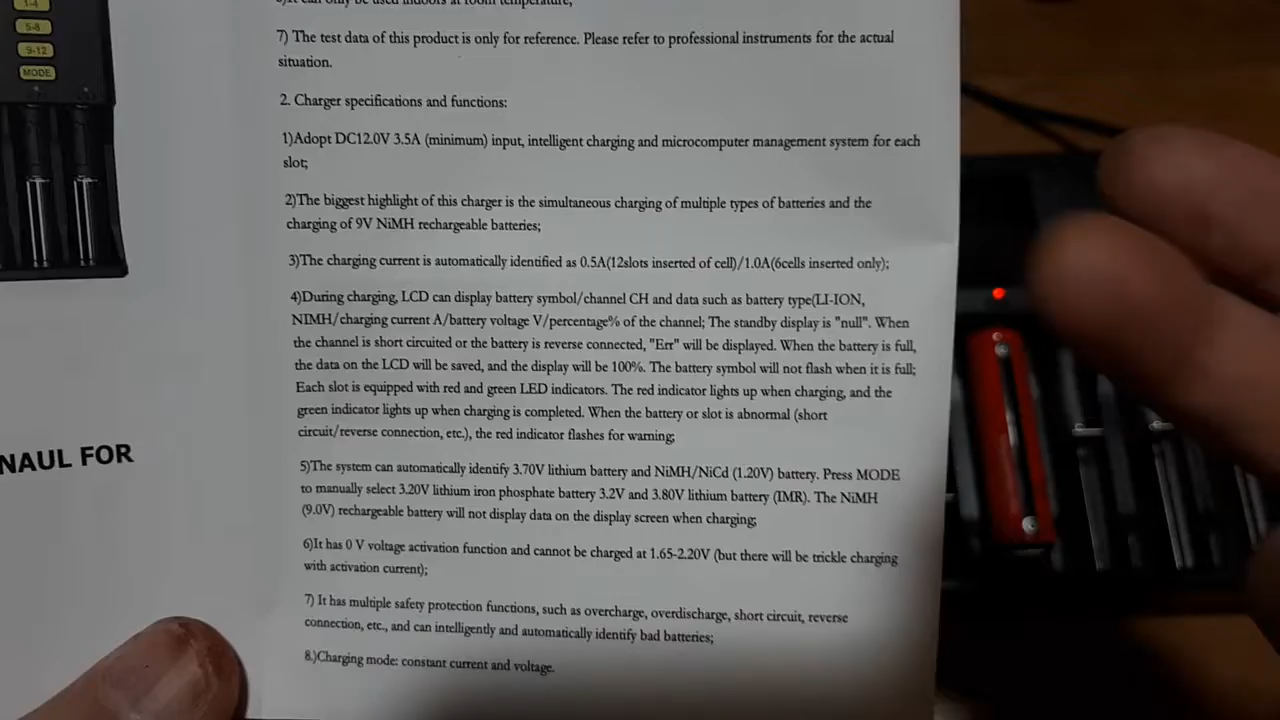 1-4
5-8
9-12
MODE
NAUL FOR
can only be used indoors at room temperature;
7) The test data of this product is only for reference. Please refer to professional instruments for the actual
situation.
2. Charger specifications and functions:
1)Adopt DC12.0V 3.5A (minimum) input, intelligent charging and microcomputer management system for each
slot;
2)The biggest highlight of this charger is the simultaneous charging of multiple types of batteries and the
charging of 9V NiMH rechargeable batteries;
3)The charging current is automatically identified as 0.5A(12slots inserted of cell)/1.0A(6cells inserted only);
4)During charging, LCD can display battery symbol/channel CH and data such as battery type(LI-ION,
NIMH/charging current A/battery voltage V/percentage% of the channel; The standby display is "null". When
the channel is short circuited or the battery is reverse connected, "Err" will be displayed. When the battery is full,
the data on the LCD will be saved, and the display will be 100%. The battery symbol will not flash when it is full;
Each slot is equipped with red and green LED indicators. The red indicator lights up when charging, and the
green indicator lights up when charging is completed. When the battery or slot is abnormal (short
circuit/reverse connection, etc.), the red indicator flashes for warning;
5)The system can automatically identify 3.70V lithium battery and NiMH/NiCd (1.20V) battery. Press MODE
to manually select 3.20V lithium iron phosphate battery 3.2V and 3.80V lithium battery (IMR). The NiMH
(9.0V) rechargeable battery will not display data on the display screen when charging;
6)It has 0 V voltage activation function and cannot be charged at 1.65-2.20V (but there will be trickle charging
with activation current);
7) It has multiple safety protection functions, such as overcharge, overdischarge, short circuit, reverse
connection, etc., and can intelligently and automatically identify bad batteries;
8.)Charging mode: constant current and voltage.